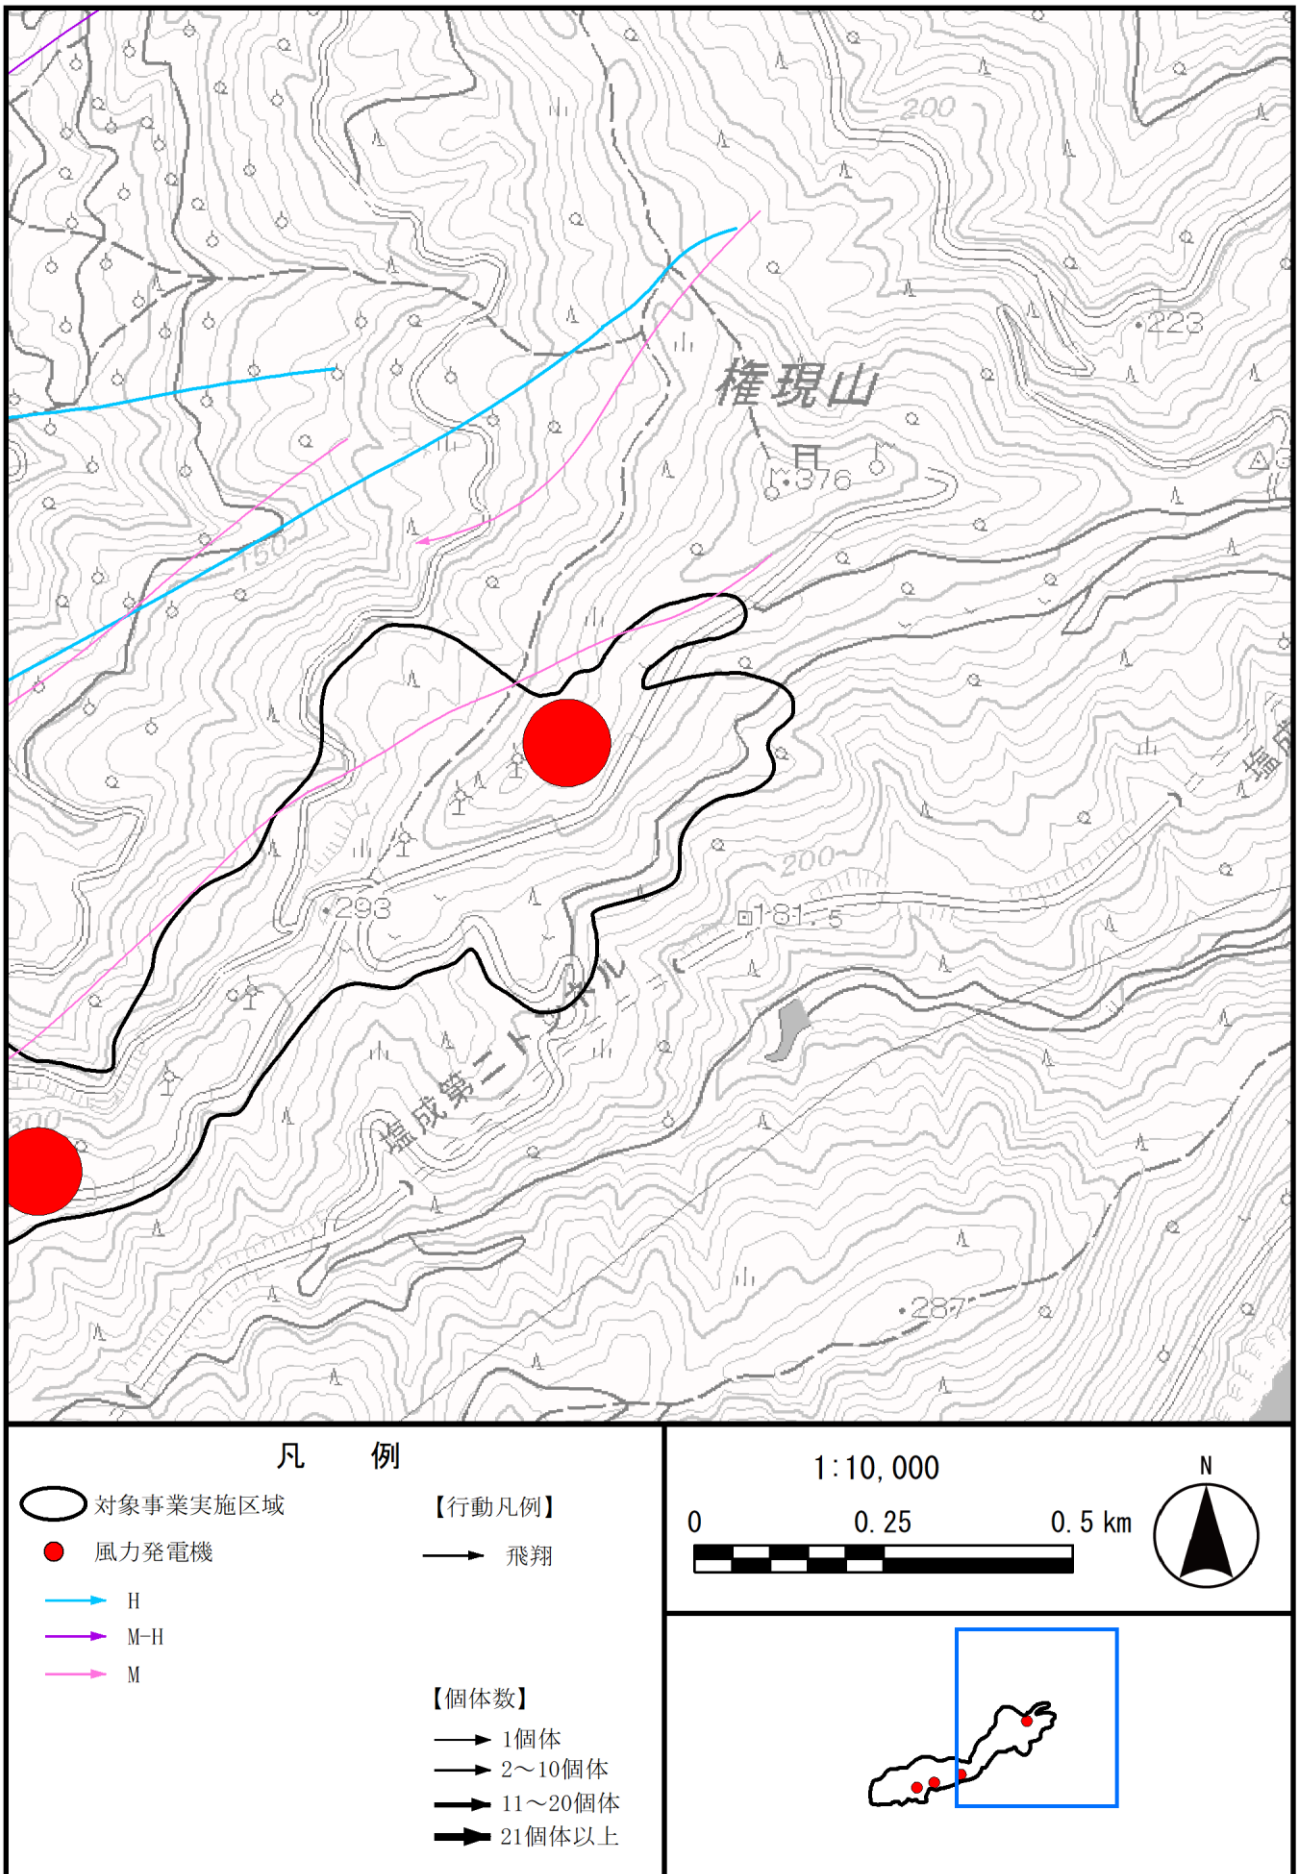 200
223
権現山
376
3
150
塩成
293
200
181.5
塩成第二トンネル
300
287
凡 例
対象事業実施区域
風力発電機
H
M-H
M
【行動凡例】
飛翔
【個体数】
1個体
2～10個体
11～20個体
21個体以上
1:10,000
0 0.25 0.5 km
N